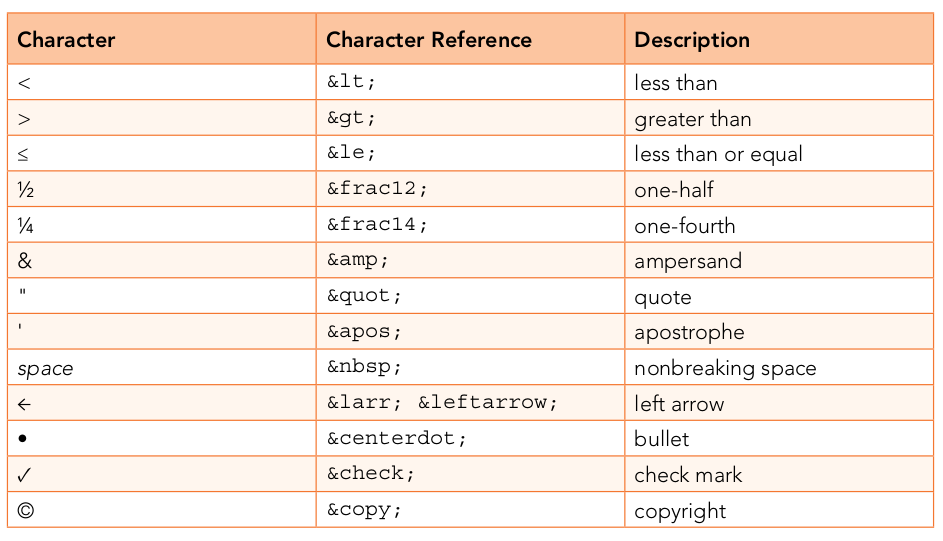 Character Character Reference Description
< &lt; less than
> &gt; greater than
≤ &le; less than or equal
½ &frac12; one-half
¼ &frac14; one-fourth
& &amp; ampersand
" &quot; quote
' &apos; apostrophe
space &nbsp; nonbreaking space
← &larr; &leftarrow; left arrow
• &centerdot; bullet
✓ &check; check mark
© &copy; copyright